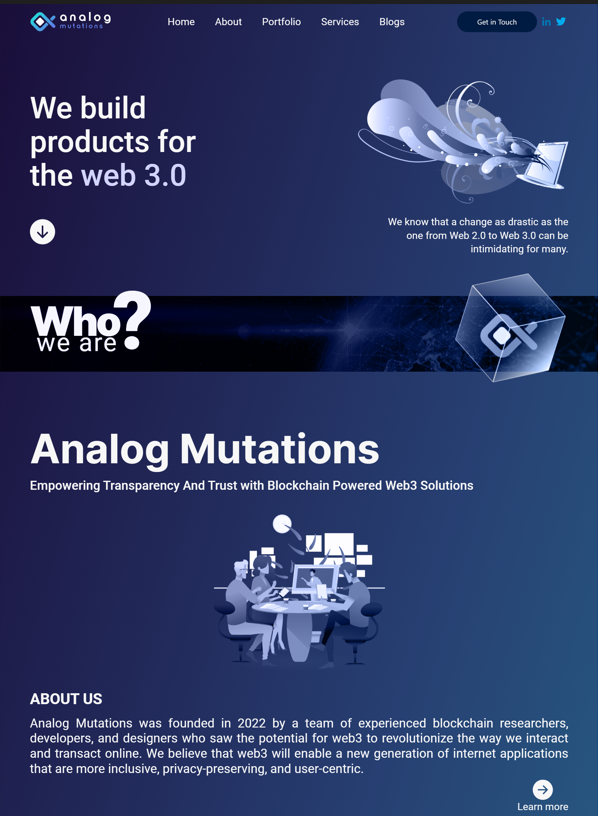 analog
mutations
Home About Portfolio Services Blogs
Get in Touch
in
We build
products for
the web 3.0
We know that a change as drastic as the
one from Web 2.0 to Web 3.0 can be
intimidating for many.
Who?
we are
Analog Mutations
Empowering Transparency And Trust with Blockchain Powered Web3 Solutions
ABOUT US
Analog Mutations was founded in 2022 by a team of experienced blockchain researchers,
developers, and designers who saw the potential for web3 to revolutionize the way we interact
and transact online. We believe that web3 will enable a new generation of internet applications
that are more inclusive, privacy-preserving, and user-centric.
Learn more